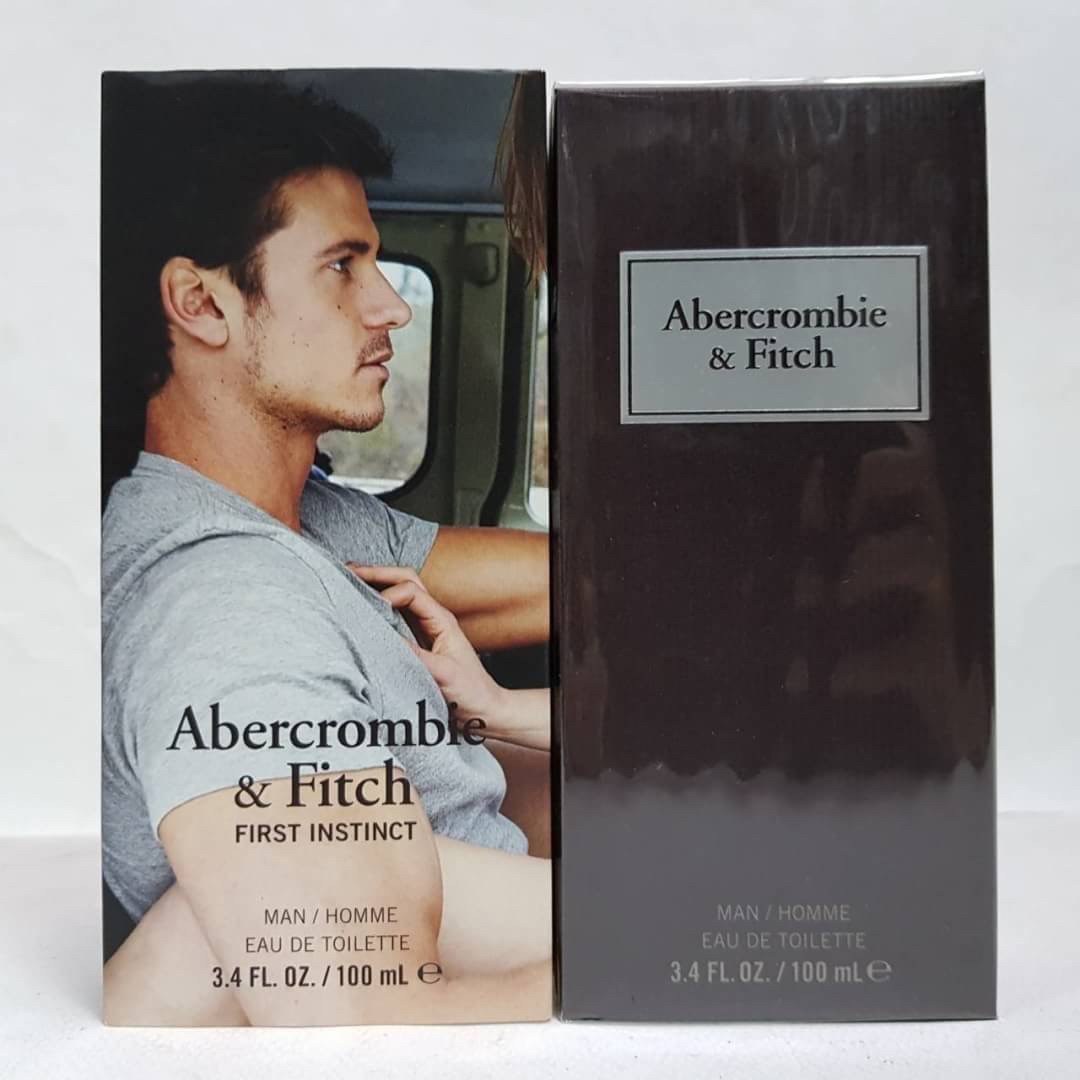 Abercrombie
& Fitch
FIRST INSTINCT
MAN / HOMME
EAU DE TOILETTE
3.4 FL. OZ. / 100 mL ℮
Abercrombie
& Fitch
MAN / HOMME
EAU DE TOILETTE
3.4 FL. OZ. / 100 mL ℮